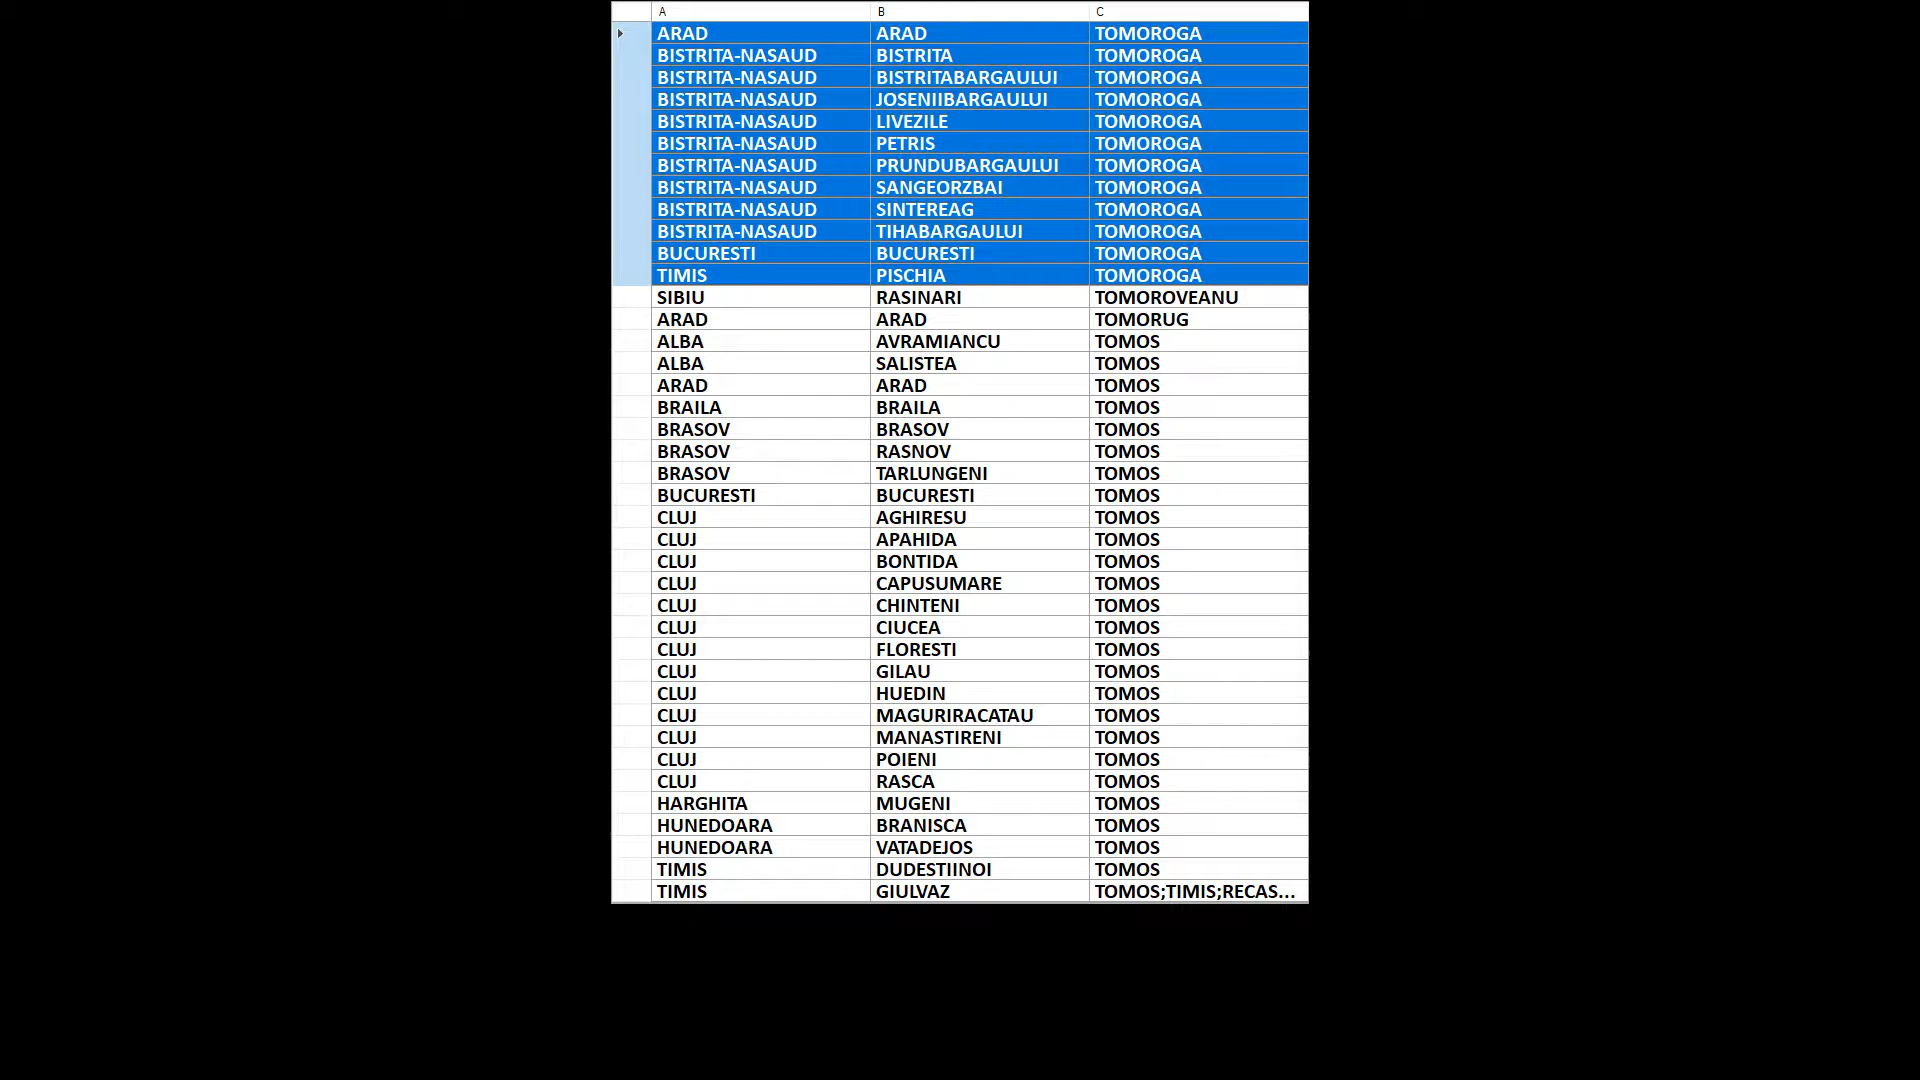 A B C
ARAD ARAD TOMOROGA
BISTRITA-NASAUD BISTRITA TOMOROGA
BISTRITA-NASAUD BISTRITABARGAULUI TOMOROGA
BISTRITA-NASAUD JOSENIIBARGAULUI TOMOROGA
BISTRITA-NASAUD LIVEZILE TOMOROGA
BISTRITA-NASAUD PETRIS TOMOROGA
BISTRITA-NASAUD PRUNDUBARGAULUI TOMOROGA
BISTRITA-NASAUD SANGEORZBAI TOMOROGA
BISTRITA-NASAUD SINTEREAG TOMOROGA
BISTRITA-NASAUD TIHABARGAULUI TOMOROGA
BUCURESTI BUCURESTI TOMOROGA
TIMIS PISCHIA TOMOROGA
SIBIU RASINARI TOMOROVEANU
ARAD ARAD TOMORUG
ALBA AVRAMIANCU TOMOS
ALBA SALISTEA TOMOS
ARAD ARAD TOMOS
BRAILA BRAILA TOMOS
BRASOV BRASOV TOMOS
BRASOV RASNOV TOMOS
BRASOV TARLUNGENI TOMOS
BUCURESTI BUCURESTI TOMOS
CLUJ AGHIRESU TOMOS
CLUJ APAHIDA TOMOS
CLUJ BONTIDA TOMOS
CLUJ CAPUSUMARE TOMOS
CLUJ CHINTENI TOMOS
CLUJ CIUCEA TOMOS
CLUJ FLORESTI TOMOS
CLUJ GILAU TOMOS
CLUJ HUEDIN TOMOS
CLUJ MAGURIRACATAU TOMOS
CLUJ MANASTIRENI TOMOS
CLUJ POIENI TOMOS
CLUJ RASCA TOMOS
HARGHITA MUGENI TOMOS
HUNEDOARA BRANISCA TOMOS
HUNEDOARA VATADEJOS TOMOS
TIMIS DUDESTIINOI TOMOS
TIMIS GIULVAZ TOMOS;TIMIS;RECAS...